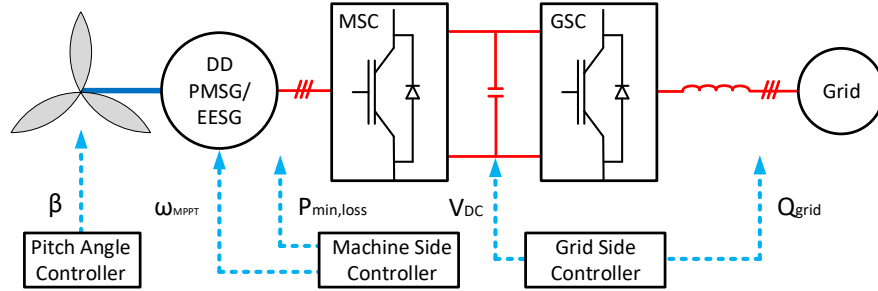 MSC
GSC
DD
PMSG/
EESG
Grid
β
ωMPPT
Pmin,loss
VDC
Qgrid
Pitch Angle
Controller
Machine Side
Controller
Grid Side
Controller